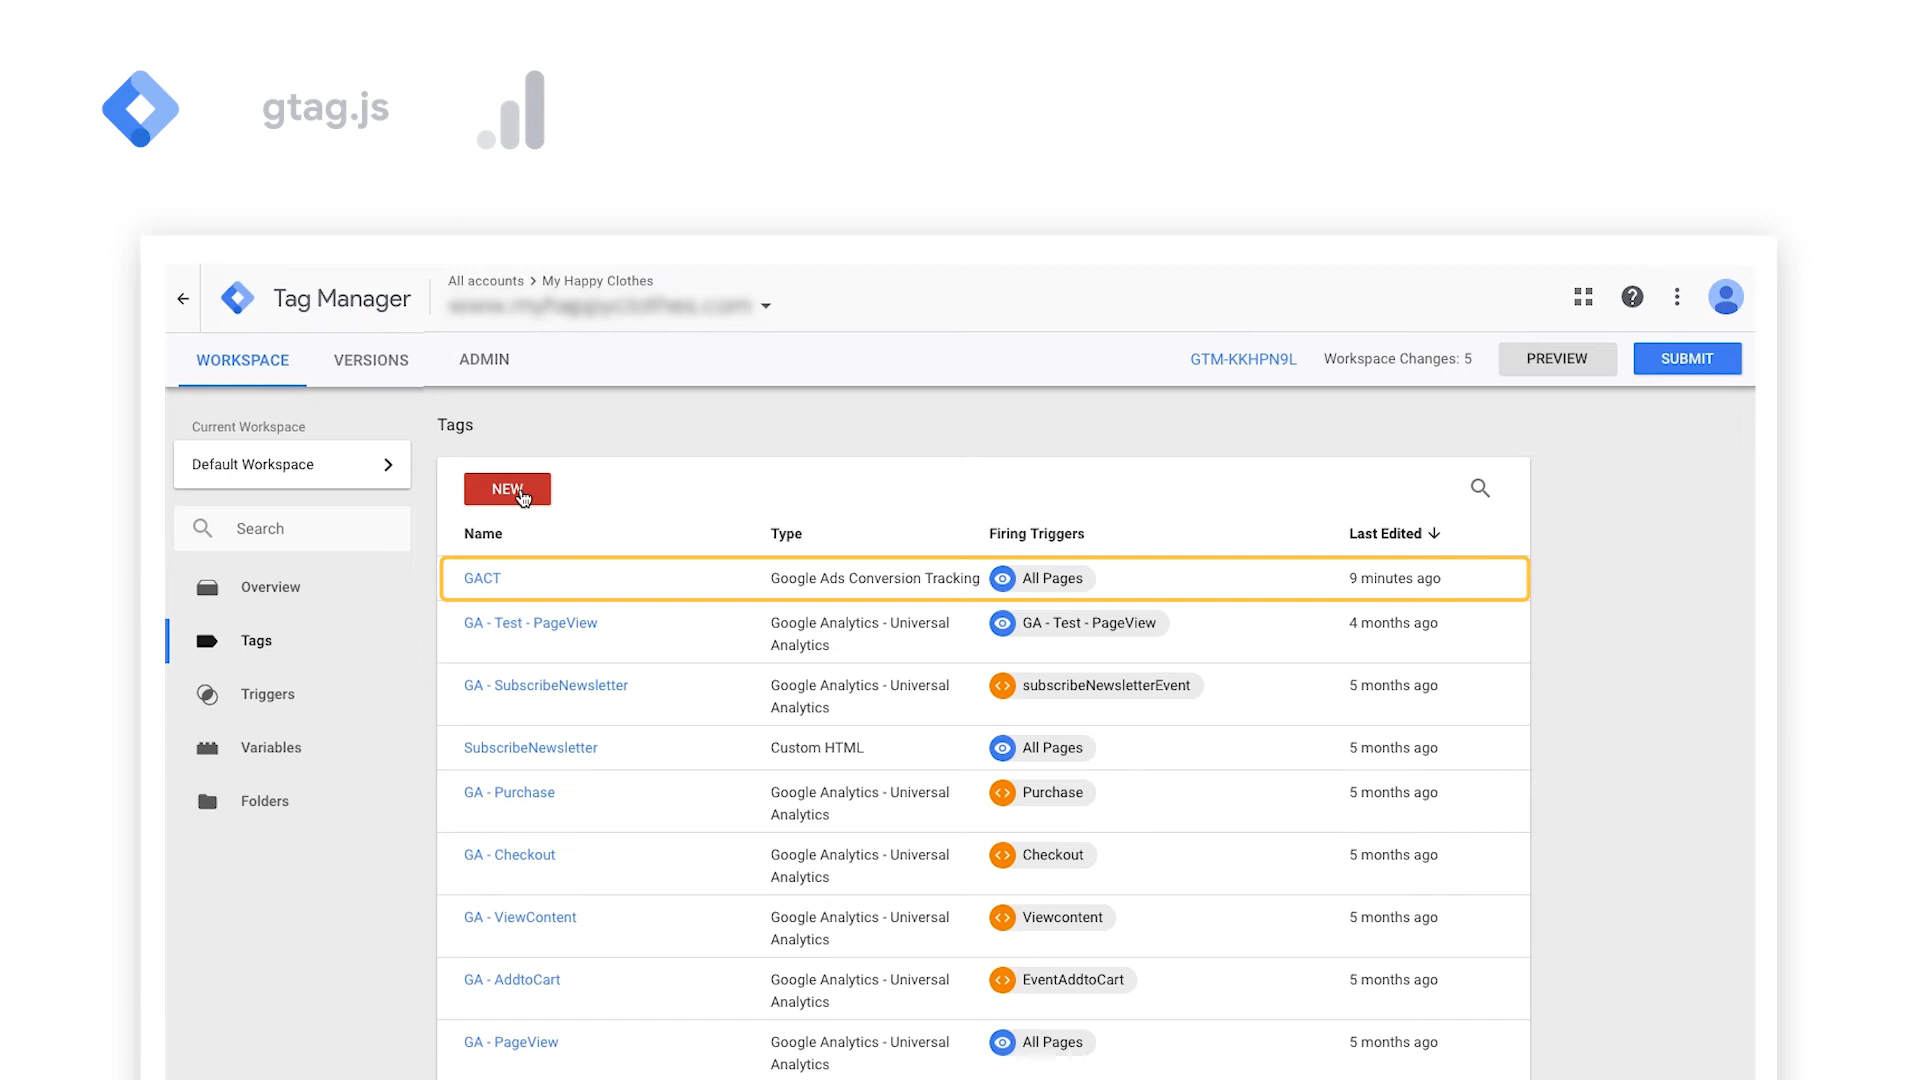 gtag.js
Tag Manager
All accounts > My Happy Clothes
www.myhappyclothes.com
WORKSPACE VERSIONS ADMIN GTM-KKHPN9L Workspace Changes: 5 PREVIEW SUBMIT
Current Workspace
Default Workspace
Search
Overview
Tags
Triggers
Variables
Folders
Tags
NEW
Name Type Firing Triggers Last Edited
GACT Google Ads Conversion Tracking All Pages 9 minutes ago
GA - Test - PageView Google Analytics - Universal GA - Test - PageView 4 months ago
Analytics
GA - SubscribeNewsletter Google Analytics - Universal subscribeNewsletterEvent 5 months ago
Analytics
SubscribeNewsletter Custom HTML All Pages 5 months ago
GA - Purchase Google Analytics - Universal Purchase 5 months ago
Analytics
GA - Checkout Google Analytics - Universal Checkout 5 months ago
Analytics
GA - ViewContent Google Analytics - Universal Viewcontent 5 months ago
Analytics
GA - AddtoCart Google Analytics - Universal EventAddtoCart 5 months ago
Analytics
GA - PageView Google Analytics - Universal All Pages 5 months ago
Analytics